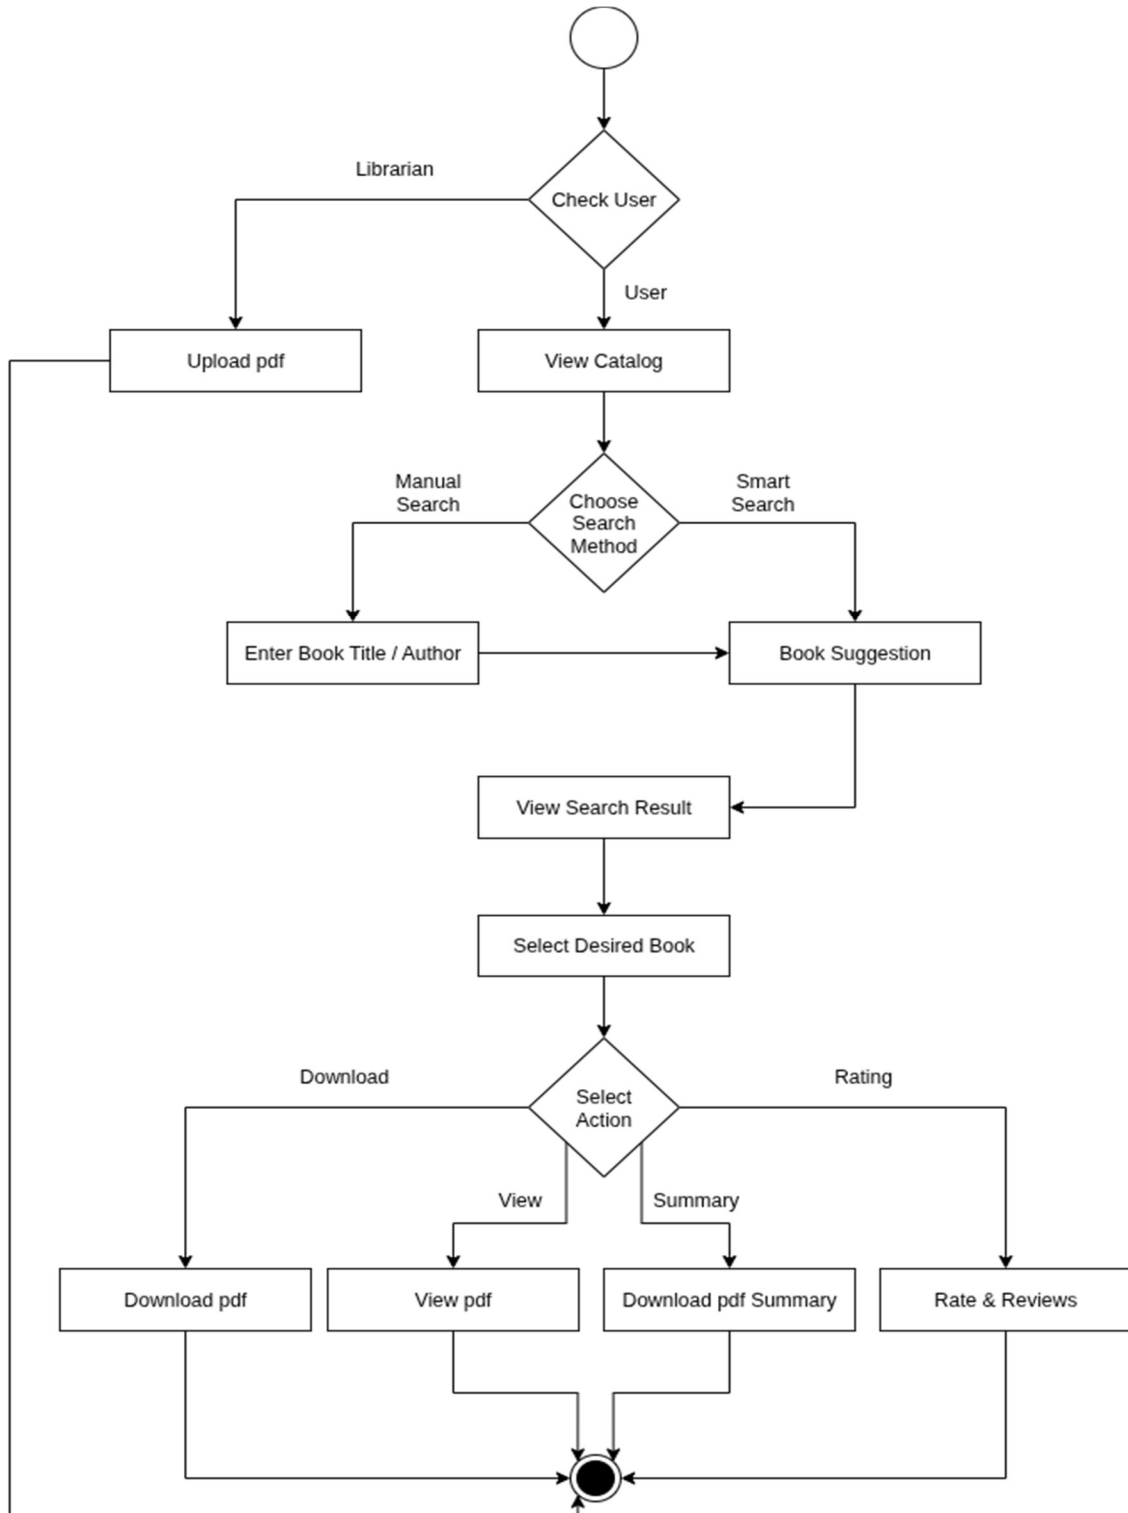 Librarian
Check User
User
Upload pdf
View Catalog
Manual
Search
Choose
Search
Method
Smart
Search
Enter Book Title / Author
Book Suggestion
View Search Result
Select Desired Book
Download
Select
Action
Rating
View
Summary
Download pdf
View pdf
Download pdf Summary
Rate & Reviews